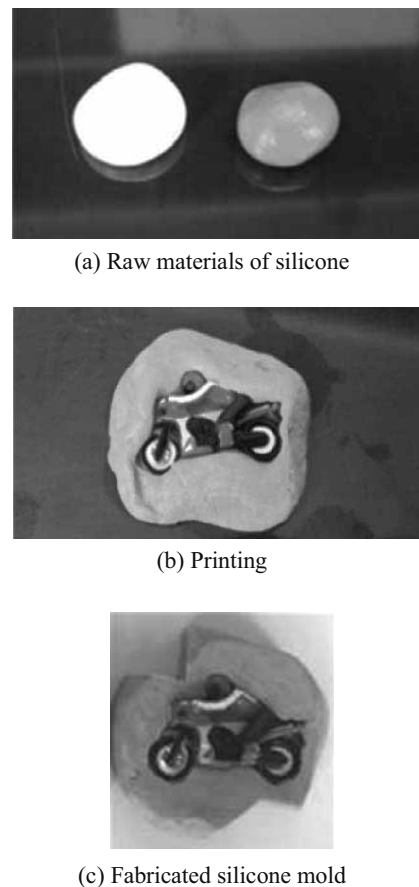 (a) Raw materials of silicone
(b) Printing
(c) Fabricated silicone mold